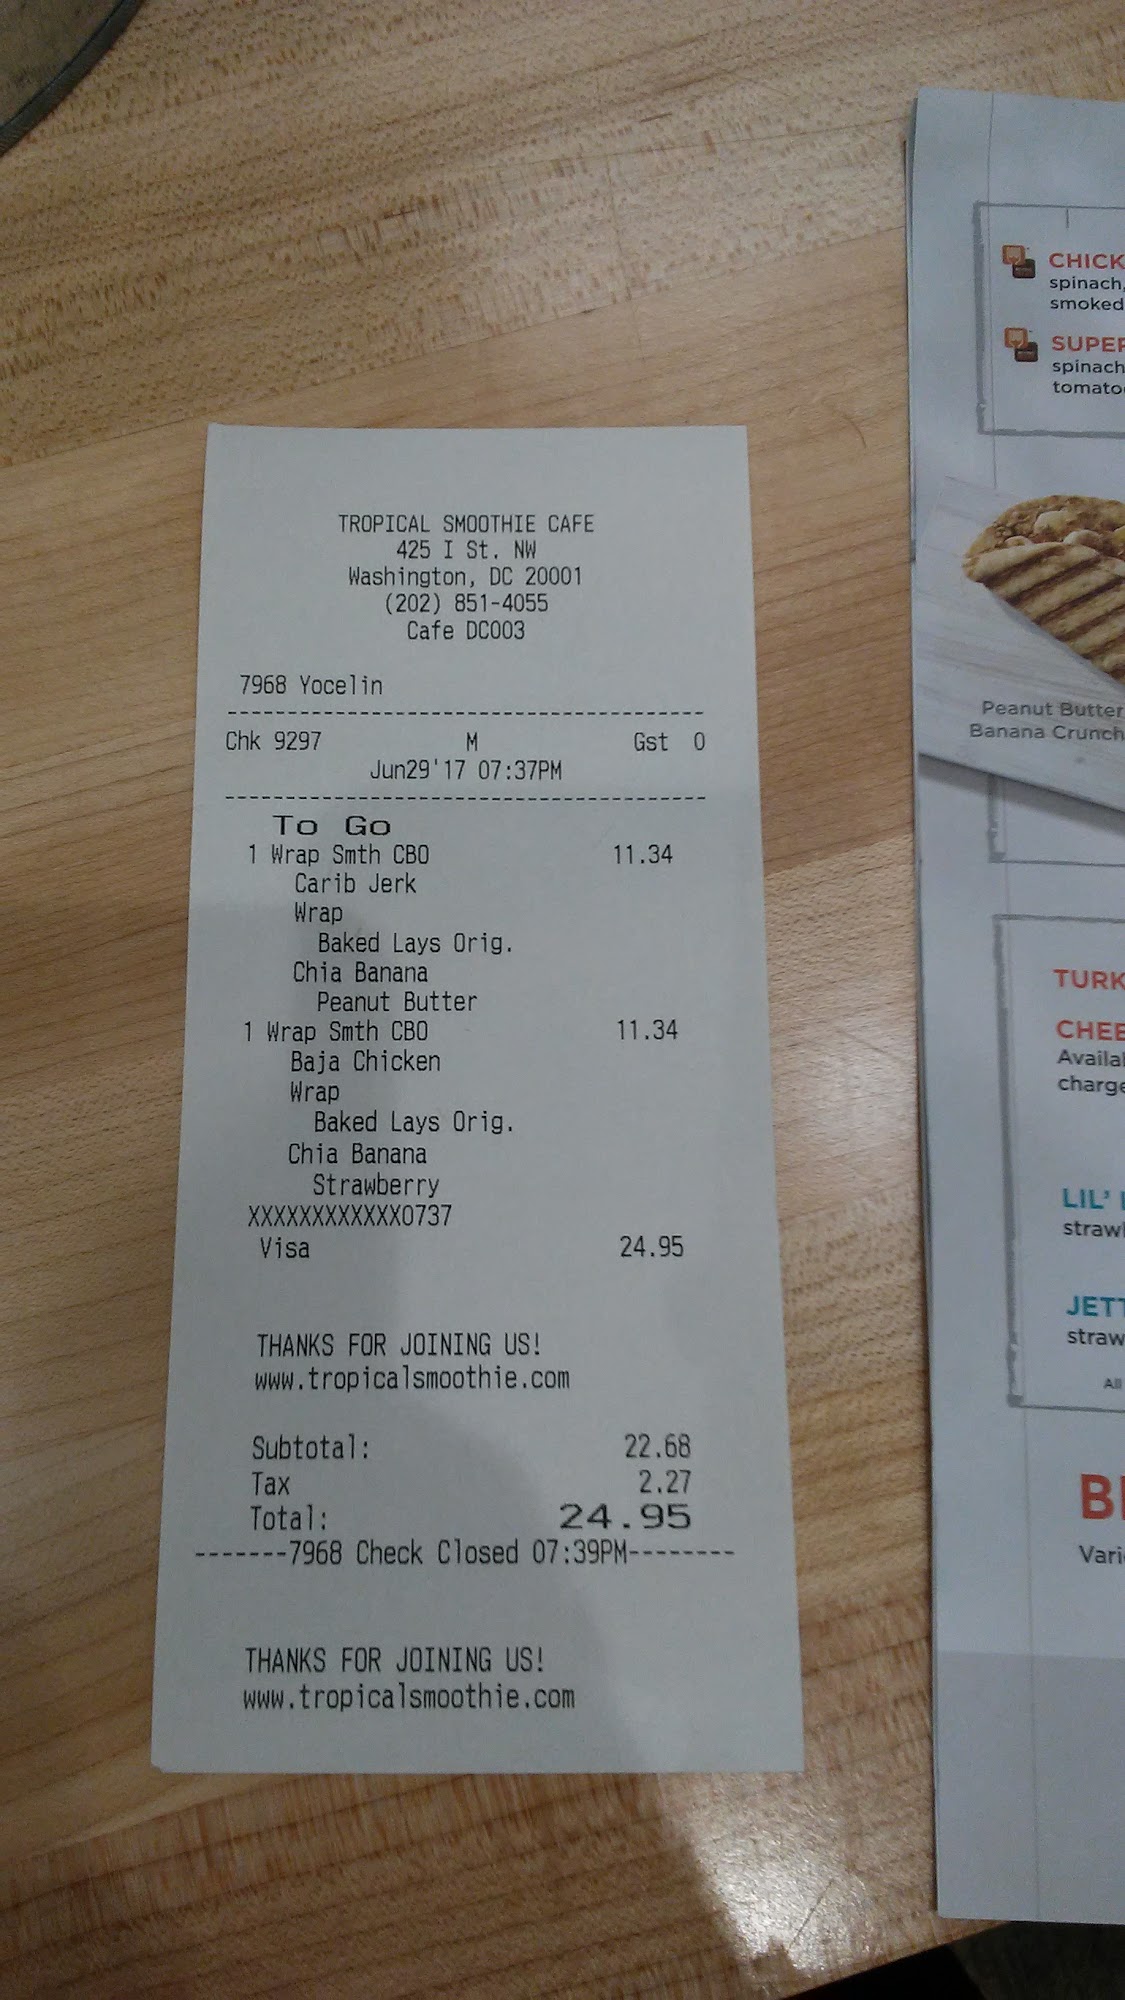 TROPICAL SMOOTHIE CAFE
425 I St. NW
Washington, DC 20001
(202) 851-4055
Cafe DC003
7968 Yocelin
----------------------------------------
Chk 9297 M Gst 0
Jun29'17 07:37PM
----------------------------------------
To Go
1 Wrap Smth CBO 11.34
Carib Jerk
Wrap
Baked Lays Orig.
Chia Banana
Peanut Butter
1 Wrap Smth CBO 11.34
Baja Chicken
Wrap
Baked Lays Orig.
Chia Banana
Strawberry
XXXXXXXXXXXX0737
Visa 24.95
THANKS FOR JOINING US!
www.tropicalsmoothie.com
Subtotal: 22.68
Tax 2.27
Total: 24.95
-------7968 Check Closed 07:39PM--------
THANKS FOR JOINING US!
www.tropicalsmoothie.com
CHICK
spinach,
smoked
SUPER
spinach
tomato
Peanut Butter
Banana Crunch
TURK
CHEE
Availa
charge
LIL'
straw
JETT
straw
All
Vari